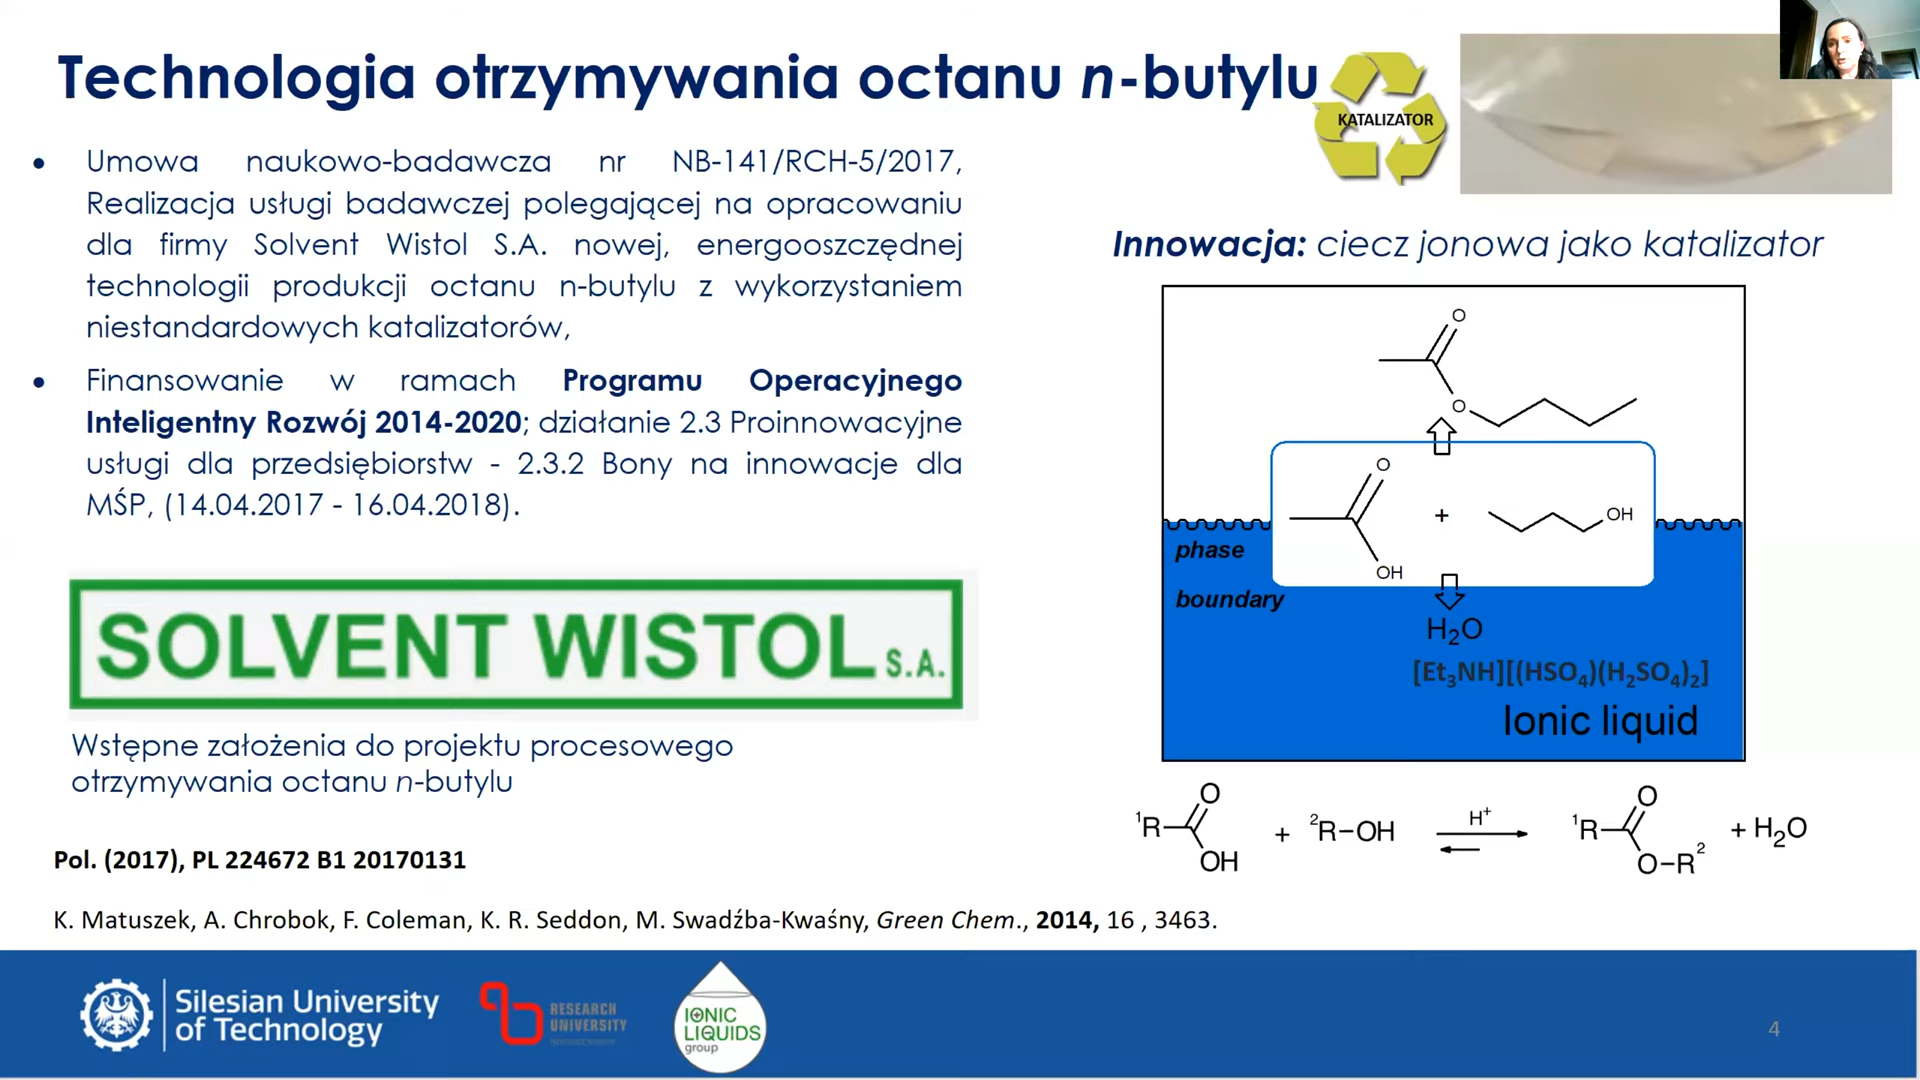 Technologia otrzymywania octanu n-butylu
KATALIZATOR
• Umowa naukowo-badawcza nr NB-141/RCH-5/2017,
Realizacja usługi badawczej polegającej na opracowaniu
dla firmy Solvent Wistol S.A. nowej, energooszczędnej
technologii produkcji octanu n-butylu z wykorzystaniem
niestandardowych katalizatorów,
• Finansowanie w ramach Programu Operacyjnego
Inteligentny Rozwój 2014-2020; działanie 2.3 Proinnowacyjne
usługi dla przedsiębiorstw - 2.3.2 Bony na innowacje dla
MŚP, (14.04.2017 - 16.04.2018).
SOLVENT WISTOL S.A.
Wstępne założenia do projektu procesowego
otrzymywania octanu n-butylu
Innowacja: ciecz jonowa jako katalizator
O
O
O
+
OH
OH
phase
boundary
H₂O
[Et₃NH][(HSO₄)(H₂SO₄)₂]
Ionic liquid
O
¹R
OH
+ ²R–OH
H⁺
O
¹R
O–R²
+ H₂O
Pol. (2017), PL 224672 B1 20170131
K. Matuszek, A. Chrobok, F. Coleman, K. R. Seddon, M. Swadźba-Kwaśny, Green Chem., 2014, 16 , 3463.
Silesian University
of Technology
RESEARCH
UNIVERSITY
IONIC
LIQUIDS
group
4